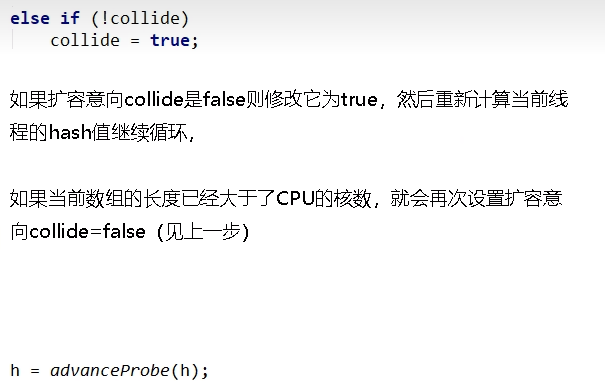 else if (!collide)
    collide = true;
如果扩容意向collide是false则修改它为true，然后重新计算当前线
程的hash值继续循环，
如果当前数组的长度已经大于了CPU的核数，就会再次设置扩容意
向collide=false（见上一步）
h = advanceProbe(h);